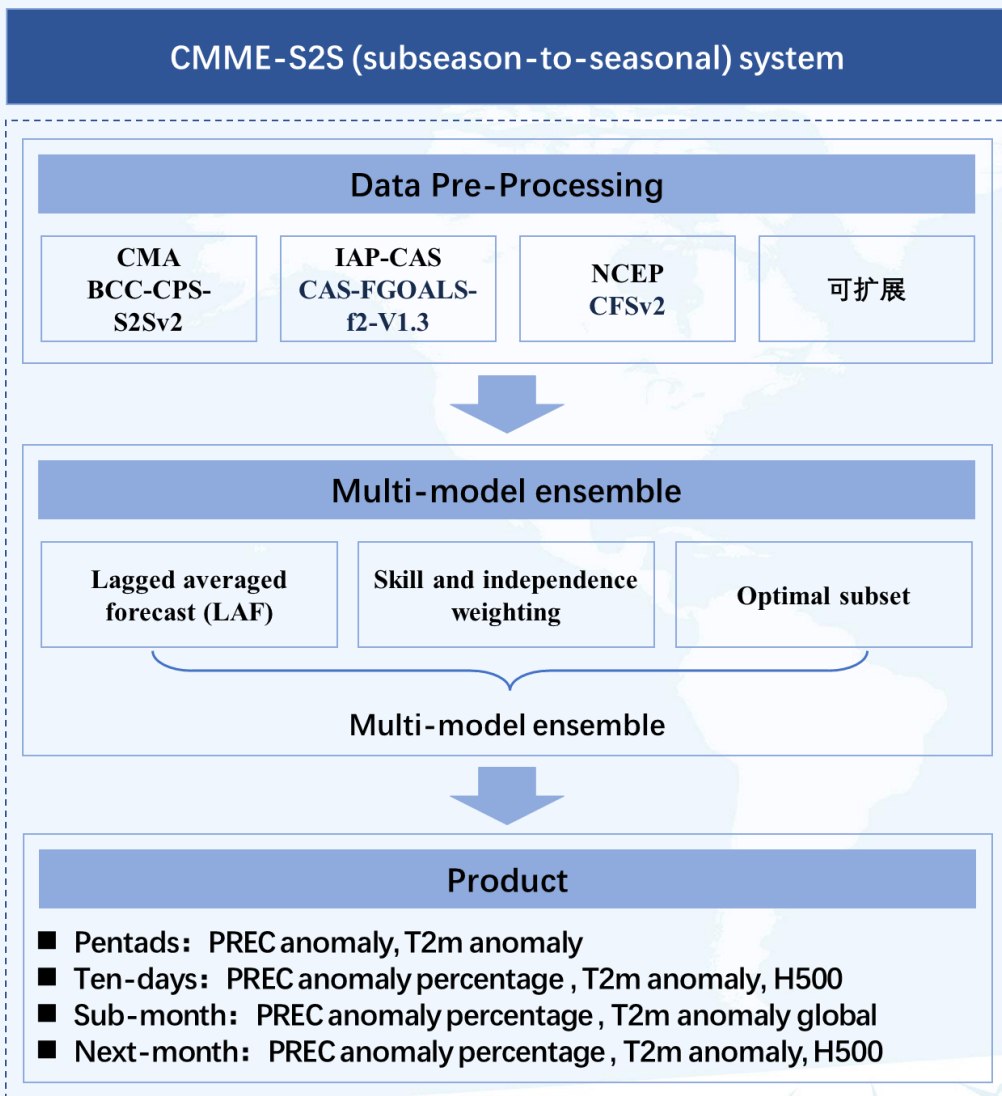 CMME-S2S (subseason-to-seasonal) system
Data Pre-Processing
CMA
BCC-CPS-
S2Sv2
IAP-CAS
CAS-FGOALS-
f2-V1.3
NCEP
CFSv2
可扩展
Multi-model ensemble
Lagged averaged
forecast (LAF)
Skill and independence
weighting
Optimal subset
Multi-model ensemble
Product
■ Pentads：PREC anomaly, T2m anomaly
■ Ten-days：PREC anomaly percentage , T2m anomaly, H500
■ Sub-month：PREC anomaly percentage , T2m anomaly global
■ Next-month：PREC anomaly percentage , T2m anomaly, H500